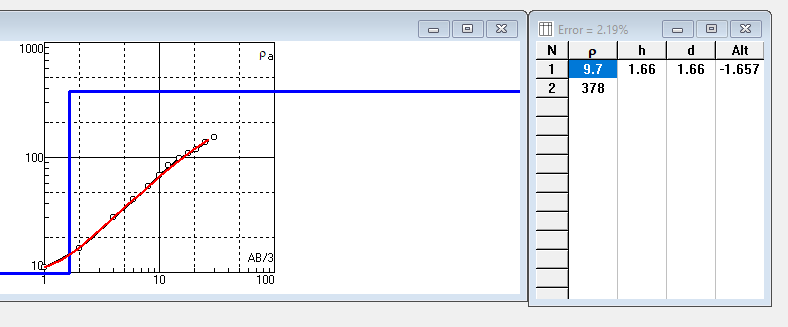 1000
ρa
100
10
AB/3
1 10 100
Error = 2.19%
N ρ h d Alt
1 9.7 1.66 1.66 -1.657
2 378